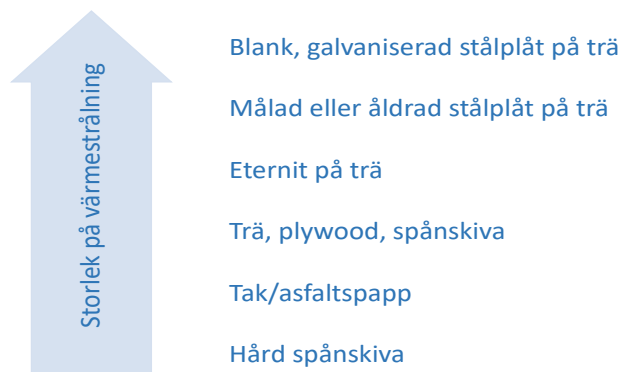 Storlek på värmestrålning
Blank, galvaniserad stålplåt på trä
Målad eller åldrad stålplåt på trä
Eternit på trä
Trä, plywood, spånskiva
Tak/asfaltspapp
Hård spånskiva